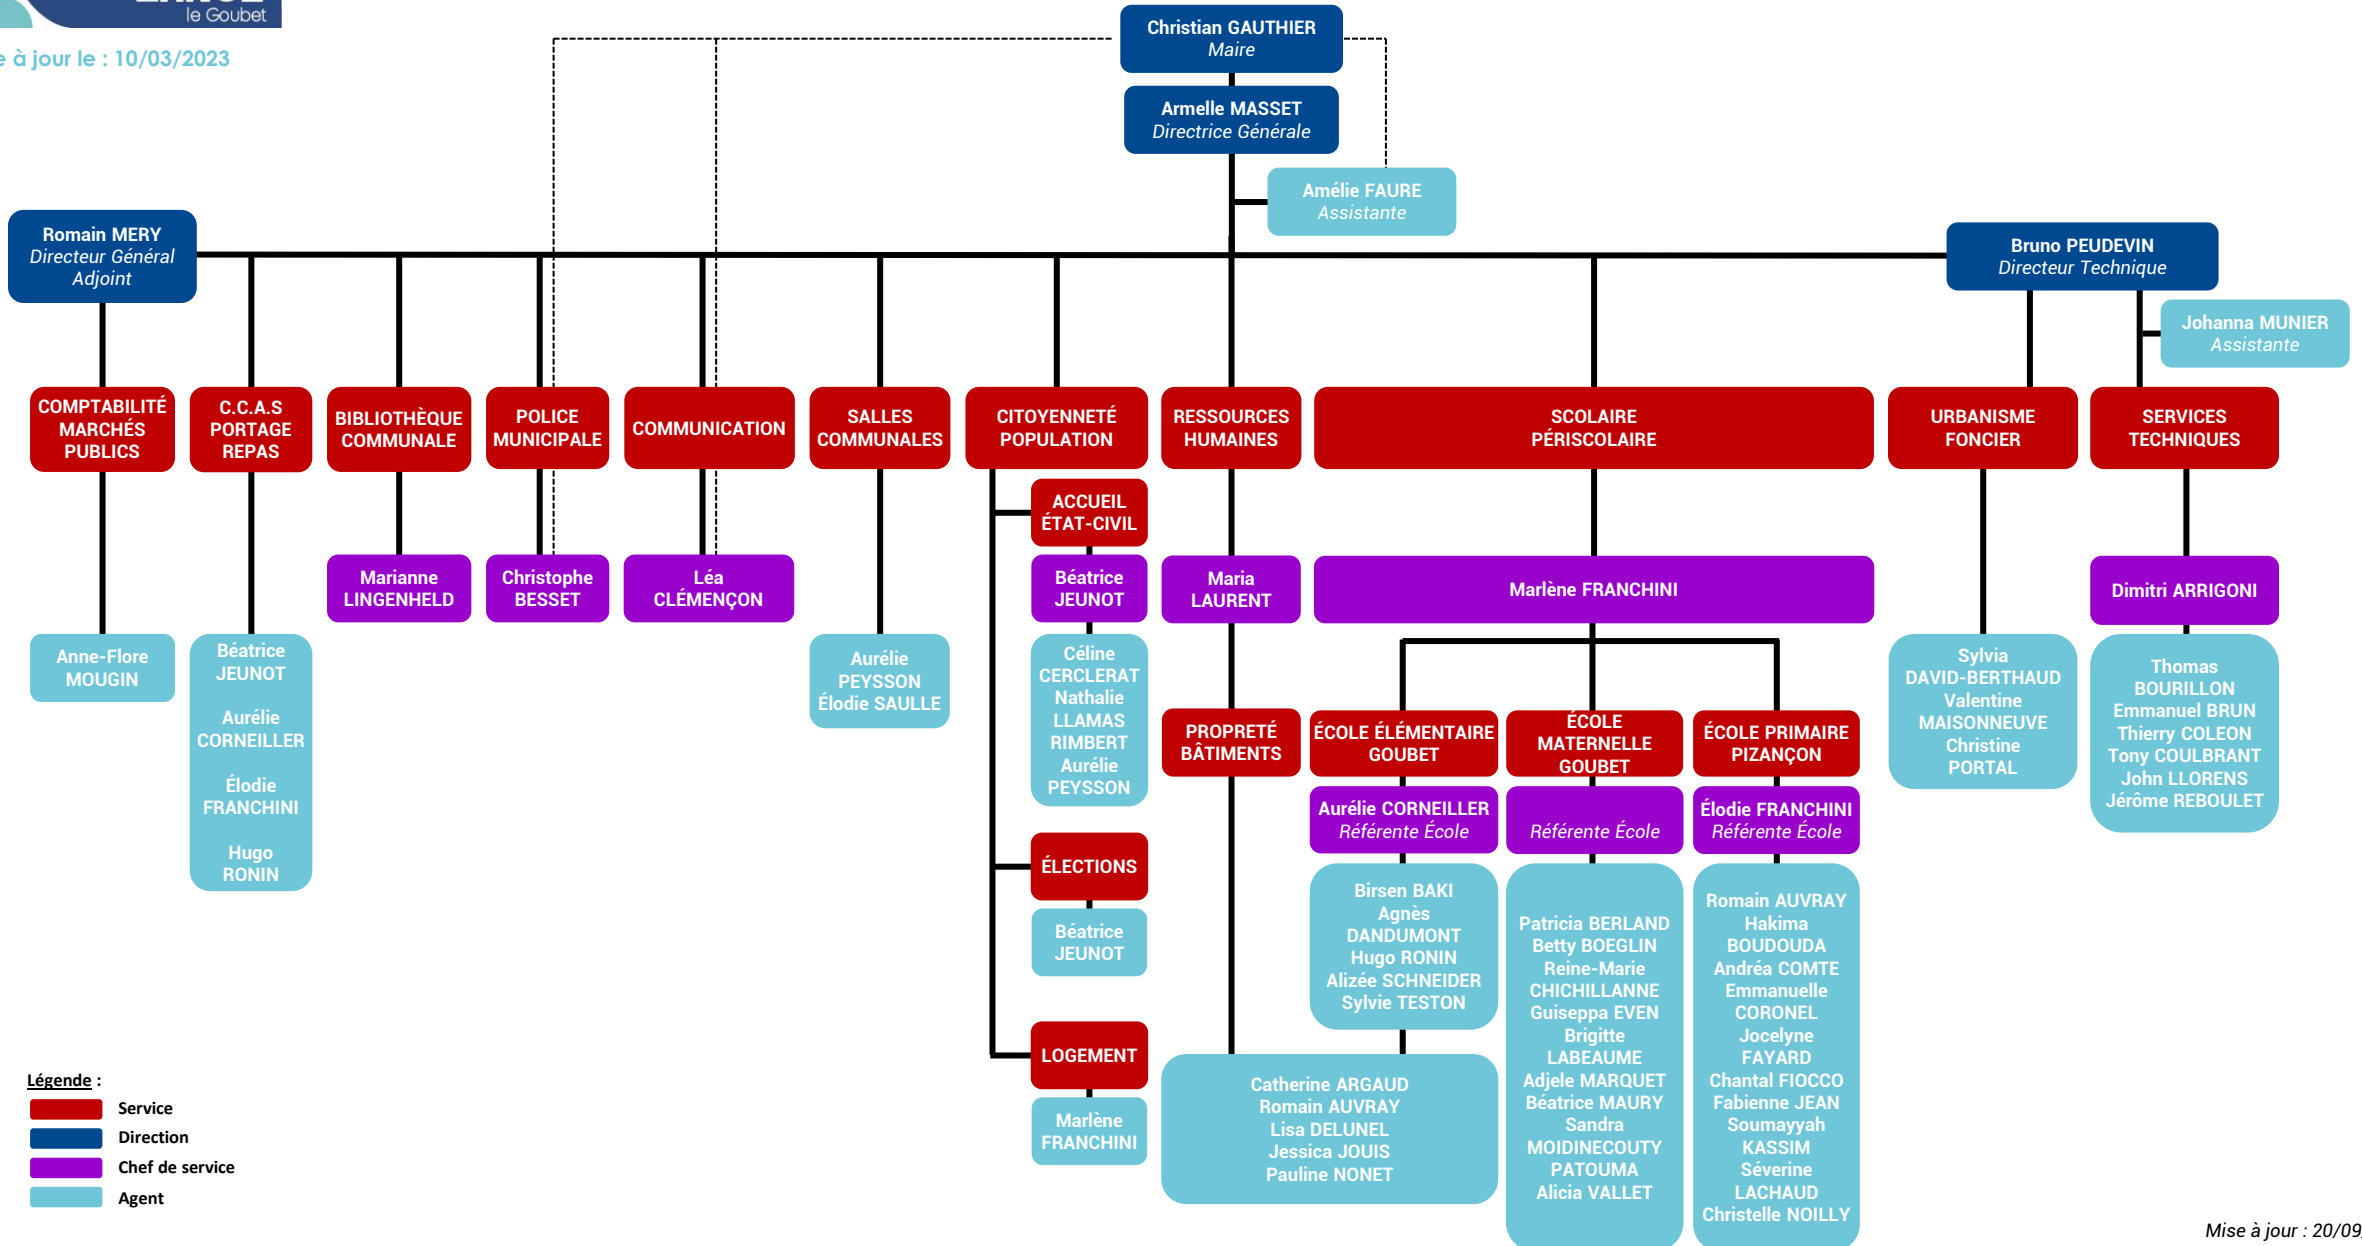 le Goubet
à jour le : 10/03/2023
Christian GAUTHIER
Maire
Armelle MASSET
Directrice Générale
Amélie FAURE
Assistante
Romain MERY
Directeur Général
Adjoint
Bruno PEUDEVIN
Directeur Technique
Johanna MUNIER
Assistante
COMPTABILITÉ
MARCHÉS
PUBLICS
C.C.A.S
PORTAGE
REPAS
BIBLIOTHÈQUE
COMMUNALE
POLICE
MUNICIPALE
COMMUNICATION
SALLES
COMMUNALES
CITOYENNETÉ
POPULATION
RESSOURCES
HUMAINES
SCOLAIRE
PÉRISCOLAIRE
URBANISME
FONCIER
SERVICES
TECHNIQUES
ACCUEIL
ÉTAT-CIVIL
Marianne
LINGENHELD
Christophe
BESSET
Léa
CLÉMENÇON
Béatrice
JEUNOT
Maria
LAURENT
Marlène FRANCHINI
Dimitri ARRIGONI
Anne-Flore
MOUGIN
Béatrice
JEUNOT
Aurélie
CORNEILLER
Élodie
FRANCHINI
Hugo
RONIN
Aurélie
PEYSSON
Élodie SAULLE
Céline
CERCLERAT
Nathalie
LLAMAS
RIMBERT
Aurélie
PEYSSON
Sylvia
DAVID-BERTHAUD
Valentine
MAISONNEUVE
Christine
PORTAL
Thomas
BOURILLON
Emmanuel BRUN
Thierry COLEON
Tony COULBRANT
John LLORENS
Jérôme REBOULET
PROPRETÉ
BÂTIMENTS
ÉCOLE ÉLÉMENTAIRE
GOUBET
ÉCOLE
MATERNELLE
GOUBET
ÉCOLE PRIMAIRE
PIZANÇON
Aurélie CORNEILLER
Référente École
Référente École
Élodie FRANCHINI
Référente École
ÉLECTIONS
Béatrice
JEUNOT
LOGEMENT
Marlène
FRANCHINI
Birsen BAKI
Agnès
DANDUMONT
Hugo RONIN
Alizée SCHNEIDER
Sylvie TESTON
Patricia BERLAND
Betty BOEGLIN
Reine-Marie
CHICHILLANNE
Guiseppa EVEN
Brigitte
LABEAUME
Adjele MARQUET
Béatrice MAURY
Sandra
MOIDINECOUTY
PATOUMA
Alicia VALLET
Romain AUVRAY
Hakima
BOUDOUDA
Andréa COMTE
Emmanuelle
CORONEL
Jocelyne
FAYARD
Chantal FIOCCO
Fabienne JEAN
Soumayyah
KASSIM
Séverine
LACHAUD
Christelle NOILLY
Catherine ARGAUD
Romain AUVRAY
Lisa DELUNEL
Jessica JOUIS
Pauline NONET
Légende :
Service
Direction
Chef de service
Agent
Mise à jour : 20/09